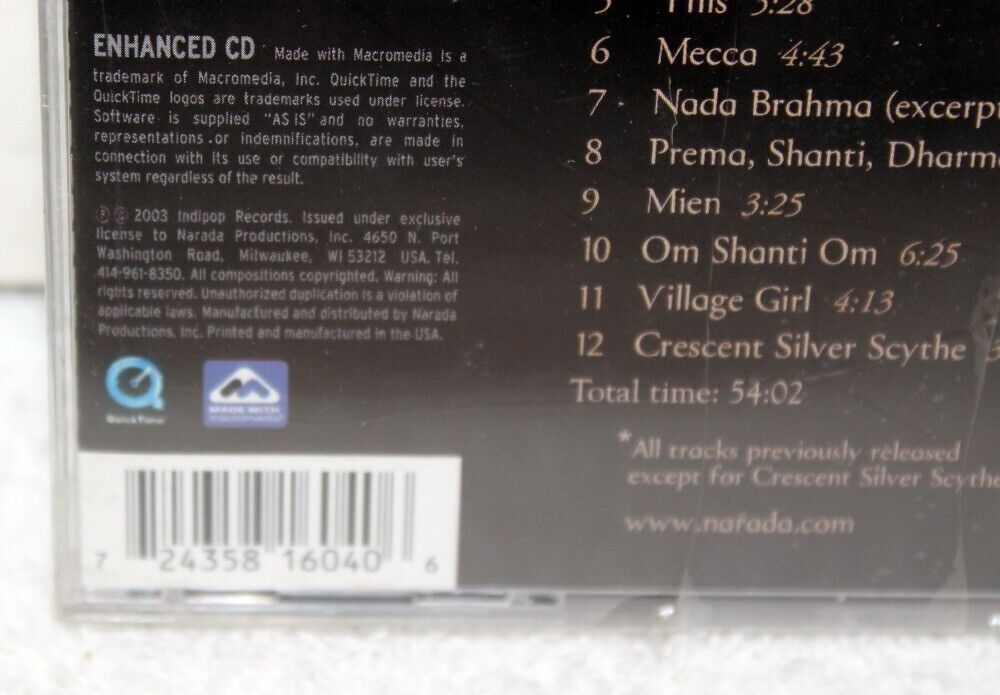 ENHANCED CD Made with Macromedia is a
trademark of Macromedia, Inc. QuickTime and the
QuickTime logos are trademarks used under license.
Software is supplied "AS IS" and no warranties,
representations or indemnifications, are made in
connection with its use or compatibility with user's
system regardless of the result.
Ⓟ © 2003 Indipop Records. Issued under exclusive
license to Narada Productions, Inc. 4650 N. Port
Washington Road, Milwaukee, WI 53212 USA. Tel.
414-961-8350. All compositions copyrighted. Warning: All
rights reserved. Unauthorized duplication is a violation of
applicable laws. Manufactured and distributed by Narada
Productions, Inc. Printed and manufactured in the USA.
QuickTime
MADE WITH
macromedia
7 24358 16040 6
5 This 5:28
6 Mecca 4:43
7 Nada Brahma (excerp
8 Prema, Shanti, Dharm
9 Mien 3:25
10 Om Shanti Om 6:25
11 Village Girl 4:13
12 Crescent Silver Scythe 3
Total time: 54:02
*All tracks previously released
except for Crescent Silver Scythe
www.narada.com